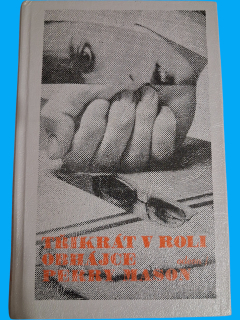 TŘIKRÁT V ROLI
OBHÁJCE
PERRY MASON